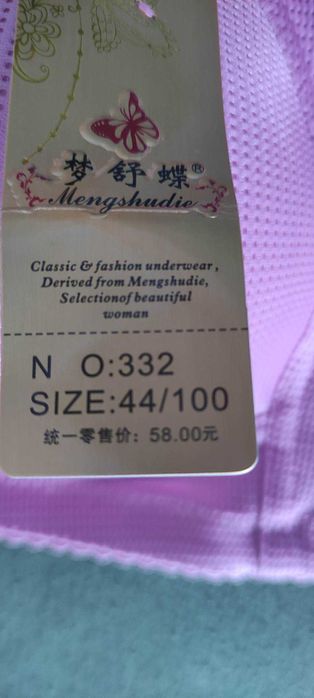 梦舒蝶®
Mengshudie
Classic & fashion underwear,
Derived from Mengshudie,
Selectionof beautiful
woman
N O:332
SIZE:44/100
统一零售价: 58.00元